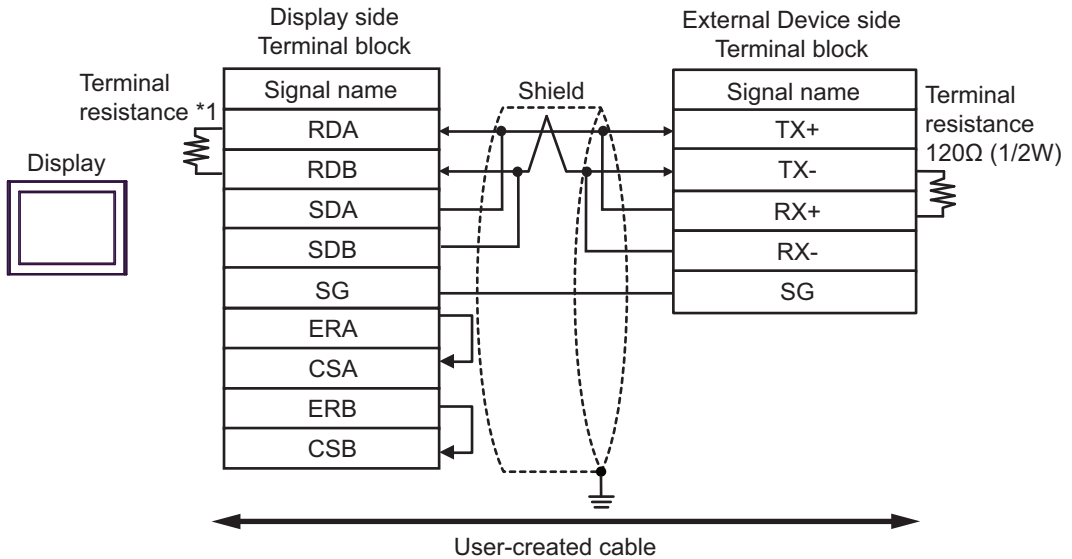 Display side
Terminal block
External Device side
Terminal block
Terminal
resistance *1
Display
Signal name
RDA
RDB
SDA
SDB
SG
ERA
CSA
ERB
CSB
Shield
Signal name
TX+
TX-
RX+
RX-
SG
Terminal
resistance
120Ω (1/2W)
User-created cable